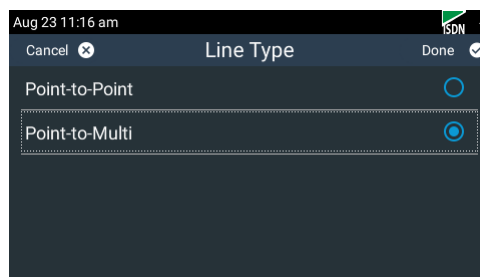 Aug 23 11:16 am
ISDN
Cancel
Line Type
Done
Point-to-Point
Point-to-Multi